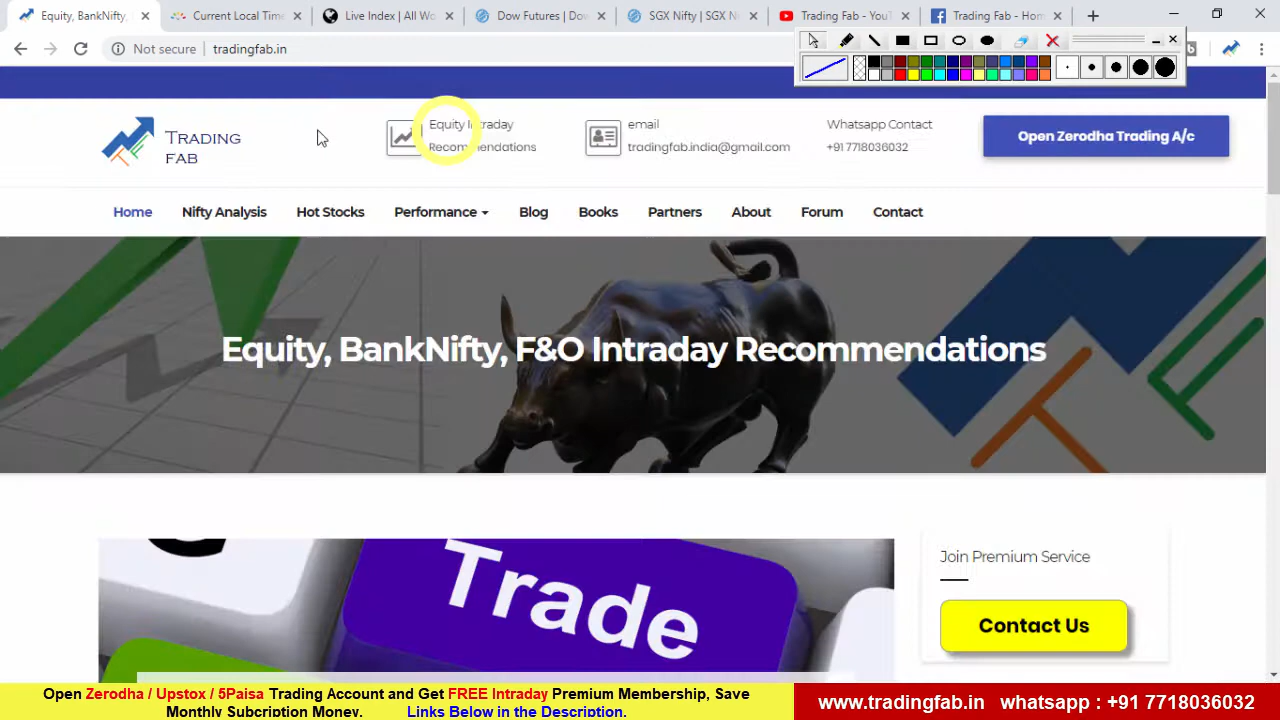 Equity, BankNifty,
Current Local Time
Live Index | All Wo
Dow Futures | Dow
SGX Nifty | SGX N
Trading Fab - YouT
Trading Fab - Hom
Not secure
tradingfab.in
TRADING
FAB
Equity Intraday
Recommendations
email
tradingfab.india@gmail.com
Whatsapp Contact
+91 7718036032
Open Zerodha Trading A/c
Home Nifty Analysis Hot Stocks Performance Blog Books Partners About Forum Contact
Equity, BankNifty, F&O Intraday Recommendations
Trade
Join Premium Service
Contact Us
Open Zerodha / Upstox / 5Paisa Trading Account and Get FREE Intraday Premium Membership, Save
Monthly Subcription Money. Links Below in the Description.
www.tradingfab.in whatsapp : +91 7718036032